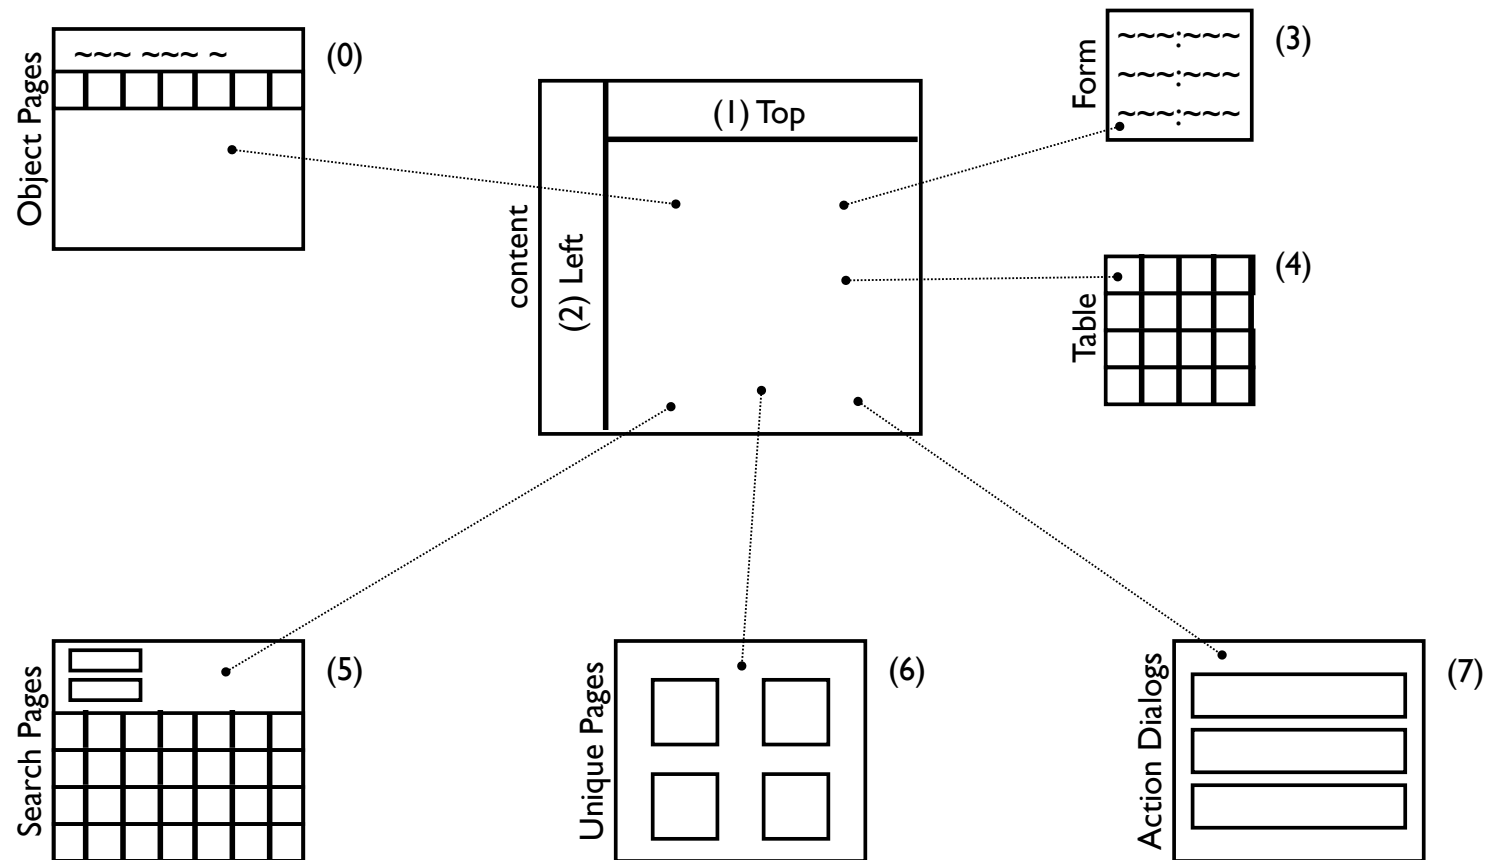 Object Pages
~~~ ~~~ ~
(0)
content
(1) Top
(2) Left
Form
~~~:~~~
~~~:~~~
~~~:~~~
(3)
Table
(4)
Search Pages
(5)
Unique Pages
(6)
Action Dialogs
(7)